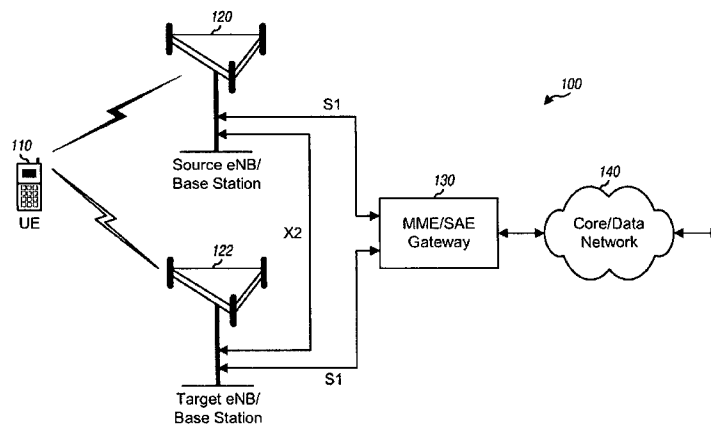 120
100
S1
110
Source eNB/
Base Station
130
140
UE
MME/SAE
Gateway
Core/Data
Network
X2
122
S1
Target eNB/
Base Station